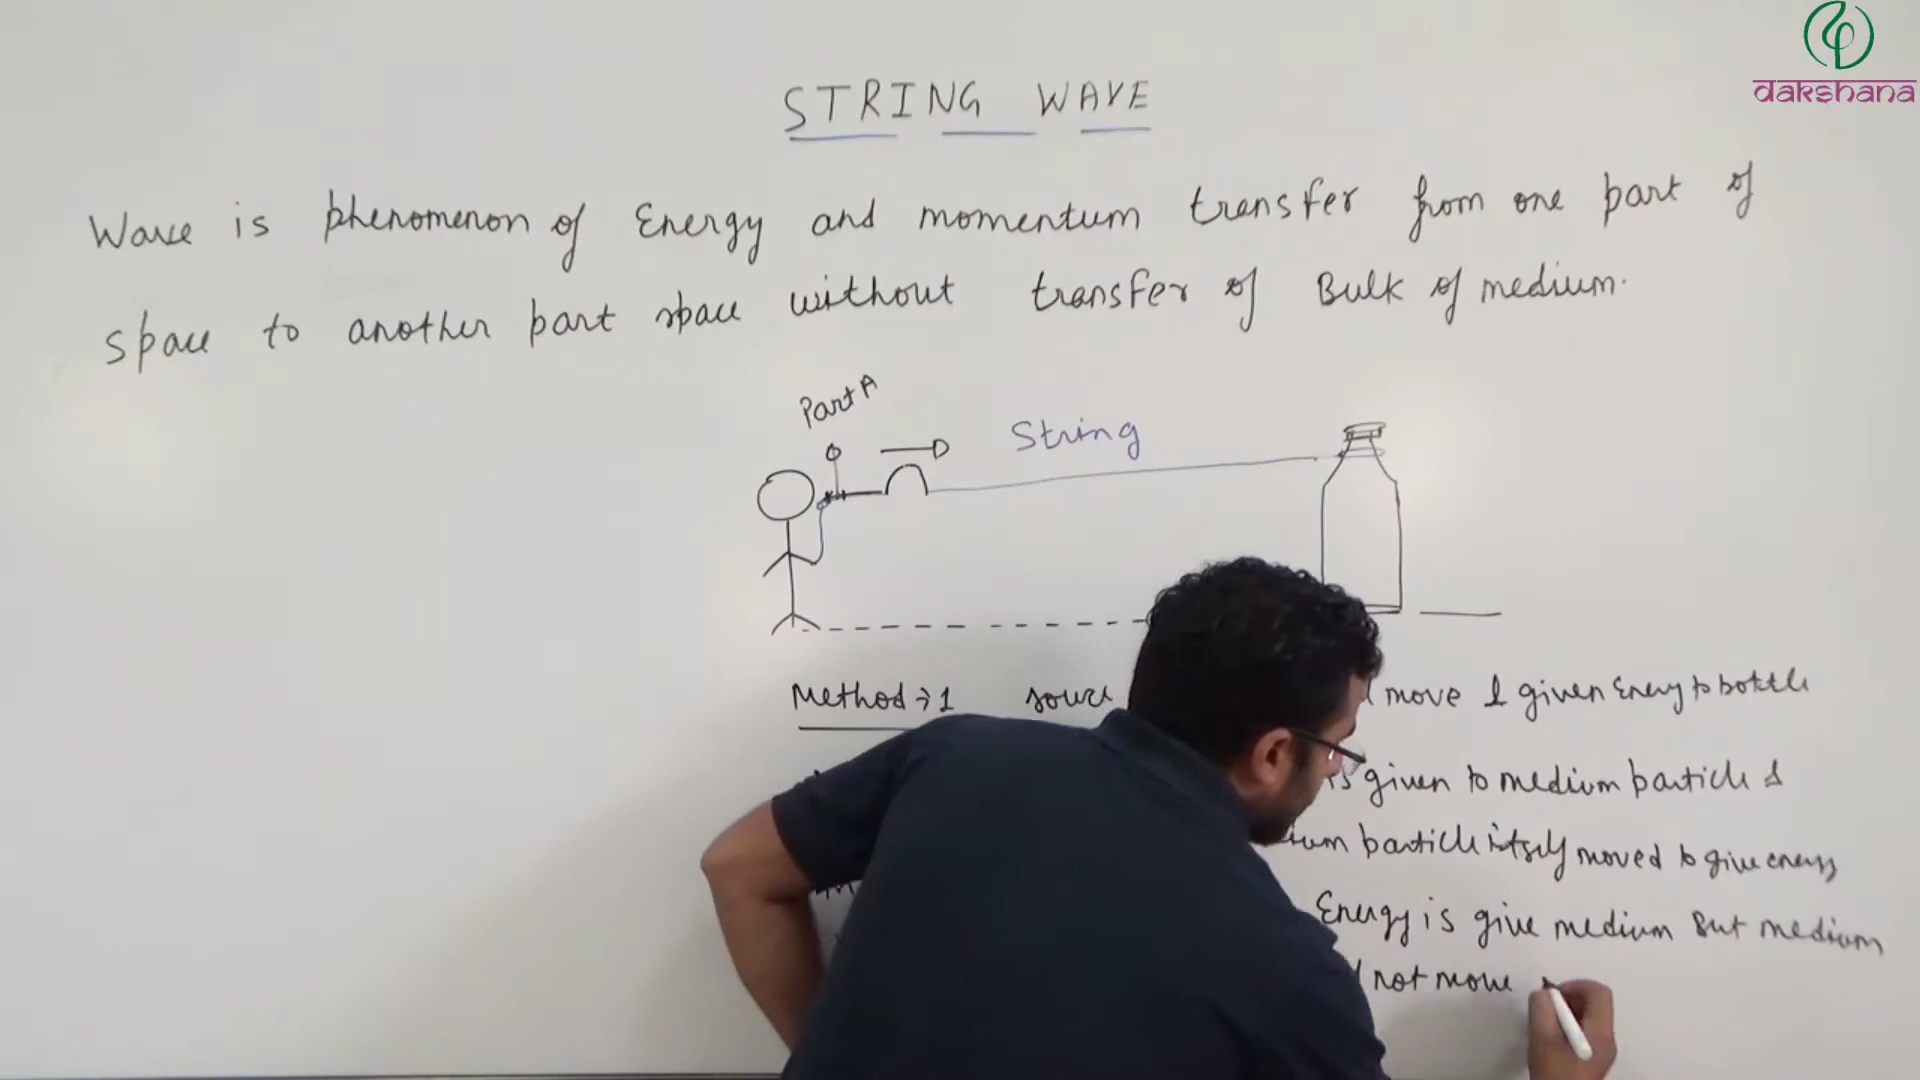 dakshana
STRING WAVE
Wave is phenomenon of Energy and momentum transfer from one part of
space to another part space without transfer of Bulk of medium.
Part A
String
Method → 1 source move & given Energy to bottle
is given to medium particle &
particle itself moved to give energy
Energy is give medium But medium
not move